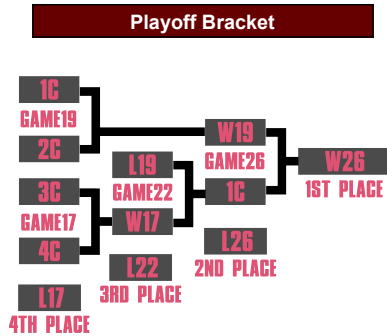 Playoff Bracket
1C
GAME19
2C
W19
GAME26
1C
W26
1ST PLACE
L19
GAME22
W17
3C
GAME17
4C
L26
2ND PLACE
L22
3RD PLACE
L17
4TH PLACE